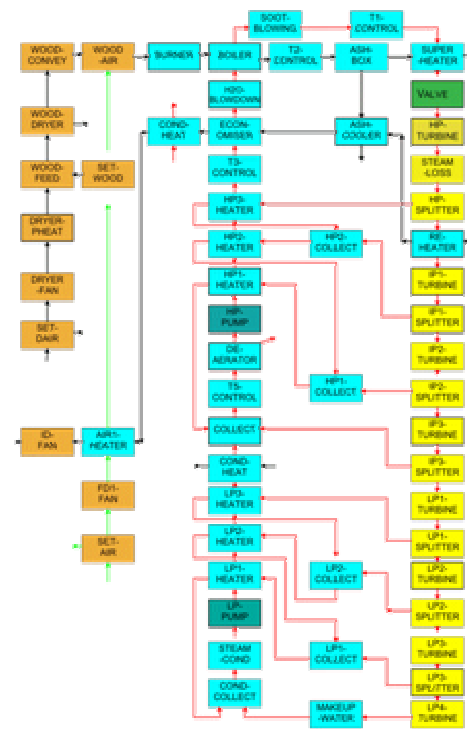 SOOT-
BLOWING
T1-
CONTROL
WOOD-
CONVEY
WOOD
-AIR
BURNER
BOILER
T2-
CONTROL
ASH-
BOX
SUPER
-HEATER
H2O-
BLOWDOWN
VALVE
WOOD-
DRYER
COND-
HEAT
ECON-
OMISER
ASH-
COOLER
HP-
TURBINE
WOOD-
FEED
SET-
WOOD
T3-
CONTROL
STEAM
-LOSS
HP3-
HEATER
HP-
SPLITTER
DRYER-
PHEAT
HP2-
HEATER
HP2-
COLLECT
RE-
HEATER
DRYER
-FAN
HP1-
HEATER
IP1-
TURBINE
HP-
PUMP
IP1-
SPLITTER
SET-
DAIR
DE-
AERATOR
IP2-
TURBINE
T5-
CONTROL
HP1-
COLLECT
IP2-
SPLITTER
ID-
FAN
AIR1-
HEATER
COLLECT
IP3-
TURBINE
COND-
HEAT
IP3-
SPLITTER
FD1-
FAN
LP3-
HEATER
LP1-
TURBINE
SET-
AIR
LP2-
HEATER
LP1-
SPLITTER
LP1-
HEATER
LP2-
COLLECT
LP2-
TURBINE
LP-
PUMP
LP2-
SPLITTER
STEAM
-COND
LP1-
COLLECT
LP3-
TURBINE
COND-
COLLECT
LP3-
SPLITTER
MAKEUP
-WATER
LP4-
TURBINE